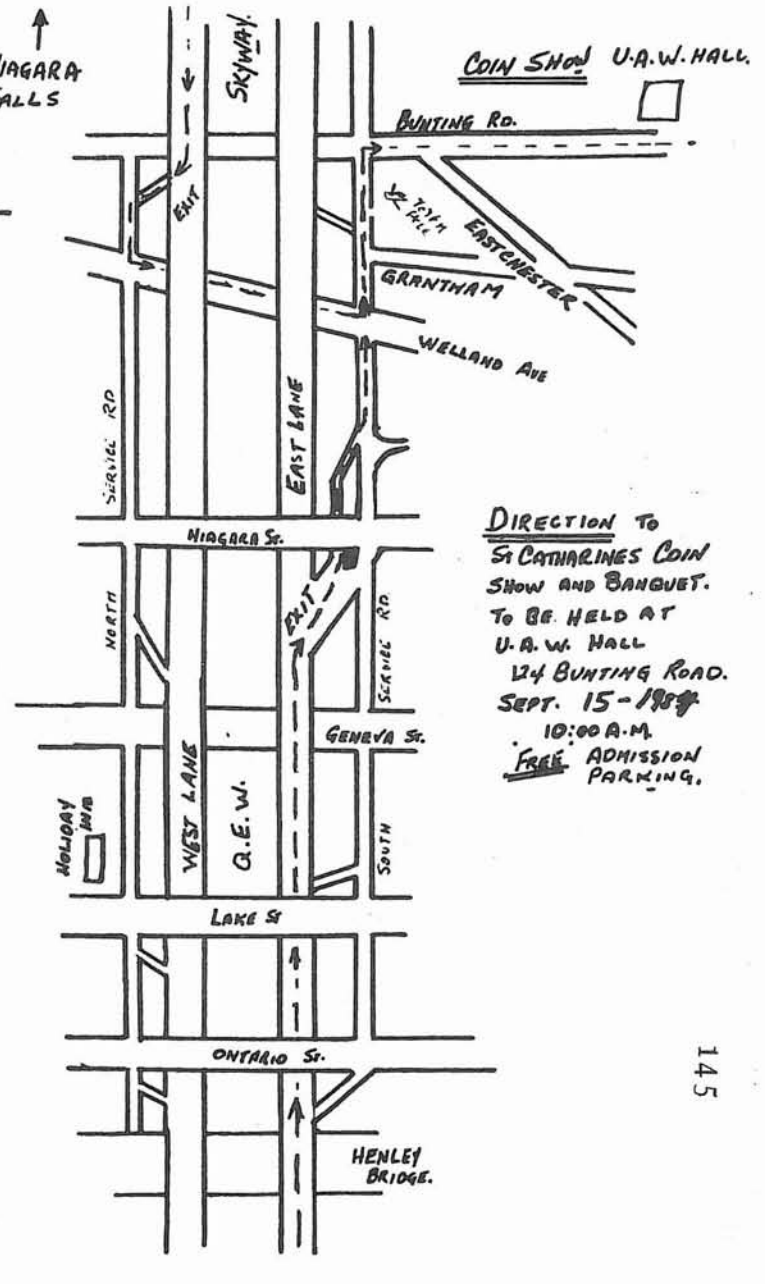 NIAGARA
FALLS
SKYWAY.
COIN SHOW U.A.W. HALL.
BUNTING RD.
EXIT
EASTCHESTER
GRANTHAM
WELLAND AVE
SERVICE RD
EAST LANE
NIAGARA ST.
DIRECTION TO
ST CATHARINES COIN
SHOW AND BANQUET.
TO BE HELD AT
U.A.W. HALL
124 BUNTING ROAD.
SEPT. 15-
10:00 A.M.
FREE ADMISSION
PARKING.
NORTH
EXIT
SERVICE RD.
GENEVA ST.
HOLIDAY
INN
WEST LANE
Q.E.W.
SOUTH
LAKE ST
ONTARIO ST.
HENLEY
BRIDGE.
145